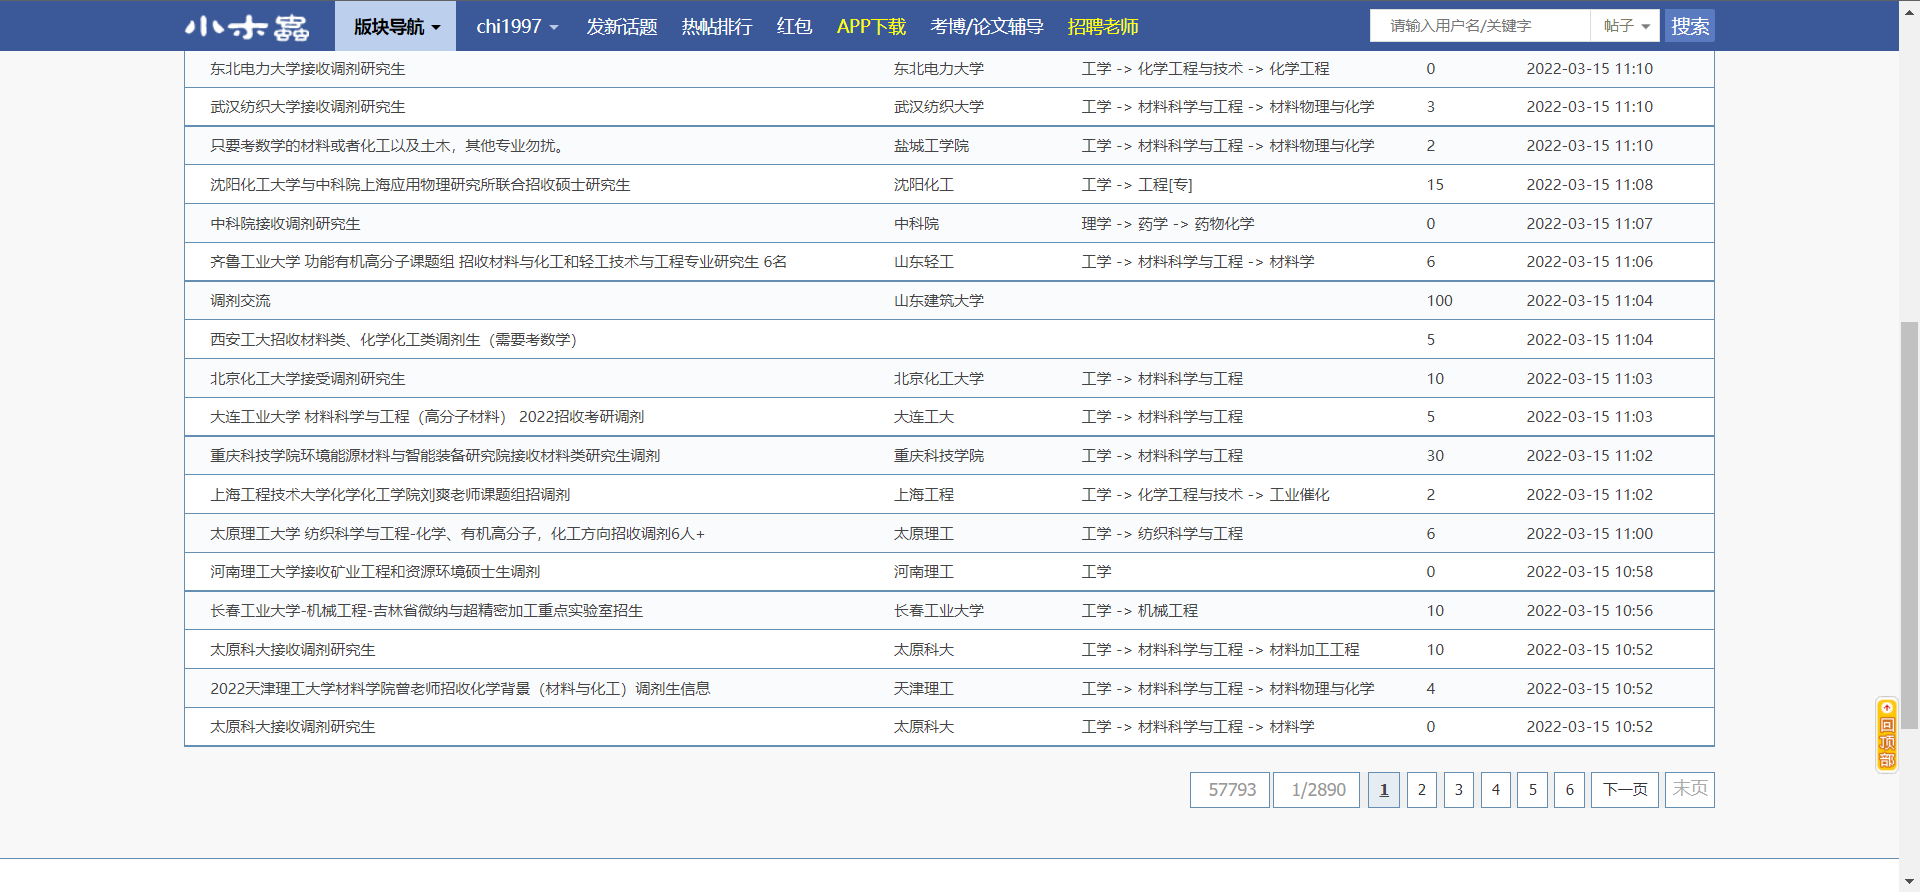 小木虫 版块导航 chi1997 发新话题 热帖排行 红包 APP下载 考博/论文辅导 招聘老师 请输入用户名/关键字 帖子 搜索
东北电力大学接收调剂研究生 东北电力大学 工学 -> 化学工程与技术 -> 化学工程 0 2022-03-15 11:10
武汉纺织大学接收调剂研究生 武汉纺织大学 工学 -> 材料科学与工程 -> 材料物理与化学 3 2022-03-15 11:10
只要考数学的材料或者化工以及土木，其他专业勿扰。 盐城工学院 工学 -> 材料科学与工程 -> 材料物理与化学 2 2022-03-15 11:10
沈阳化工大学与中科院上海应用物理研究所联合招收硕士研究生 沈阳化工 工学 -> 工程[专] 15 2022-03-15 11:08
中科院接收调剂研究生 中科院 理学 -> 药学 -> 药物化学 0 2022-03-15 11:07
齐鲁工业大学 功能有机高分子课题组 招收材料与化工和轻工技术与工程专业研究生 6名 山东轻工 工学 -> 材料科学与工程 -> 材料学 6 2022-03-15 11:06
调剂交流 山东建筑大学 100 2022-03-15 11:04
西安工大招收材料类、化学化工类调剂生（需要考数学） 5 2022-03-15 11:04
北京化工大学接受调剂研究生 北京化工大学 工学 -> 材料科学与工程 10 2022-03-15 11:03
大连工业大学 材料科学与工程（高分子材料） 2022招收考研调剂 大连工大 工学 -> 材料科学与工程 5 2022-03-15 11:03
重庆科技学院环境能源材料与智能装备研究院接收材料类研究生调剂 重庆科技学院 工学 -> 材料科学与工程 30 2022-03-15 11:02
上海工程技术大学化学化工学院刘爽老师课题组招调剂 上海工程 工学 -> 化学工程与技术 -> 工业催化 2 2022-03-15 11:02
太原理工大学 纺织科学与工程-化学、有机高分子，化工方向招收调剂6人+ 太原理工 工学 -> 纺织科学与工程 6 2022-03-15 11:00
河南理工大学接收矿业工程和资源环境硕士生调剂 河南理工 工学 0 2022-03-15 10:58
长春工业大学-机械工程-吉林省微纳与超精密加工重点实验室招生 长春工业大学 工学 -> 机械工程 10 2022-03-15 10:56
太原科大接收调剂研究生 太原科大 工学 -> 材料科学与工程 -> 材料加工工程 10 2022-03-15 10:52
2022天津理工大学材料学院曾老师招收化学背景（材料与化工）调剂生信息 天津理工 工学 -> 材料科学与工程 -> 材料物理与化学 4 2022-03-15 10:52
太原科大接收调剂研究生 太原科大 工学 -> 材料科学与工程 -> 材料学 0 2022-03-15 10:52
57793 1/2890 1 2 3 4 5 6 下一页 末页
回顶部